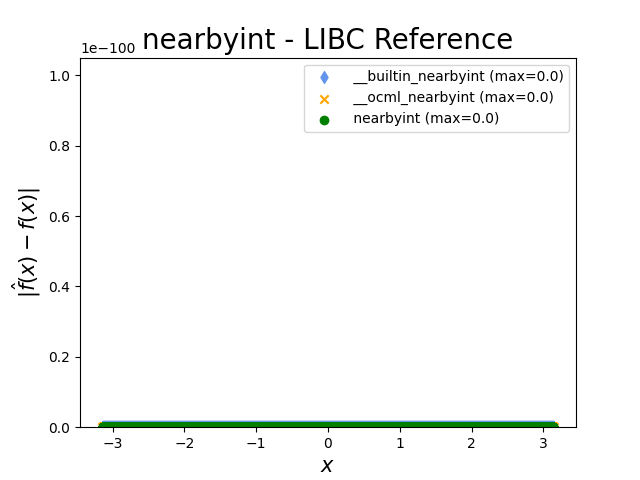 nearbyint - LIBC Reference
1e−100
1.0
0.8
0.6
0.4
0.2
0.0
|f̂(x) − f(x)|
__builtin_nearbyint (max=0.0)
__ocml_nearbyint (max=0.0)
nearbyint (max=0.0)
−3
−2
−1
0
1
2
3
x